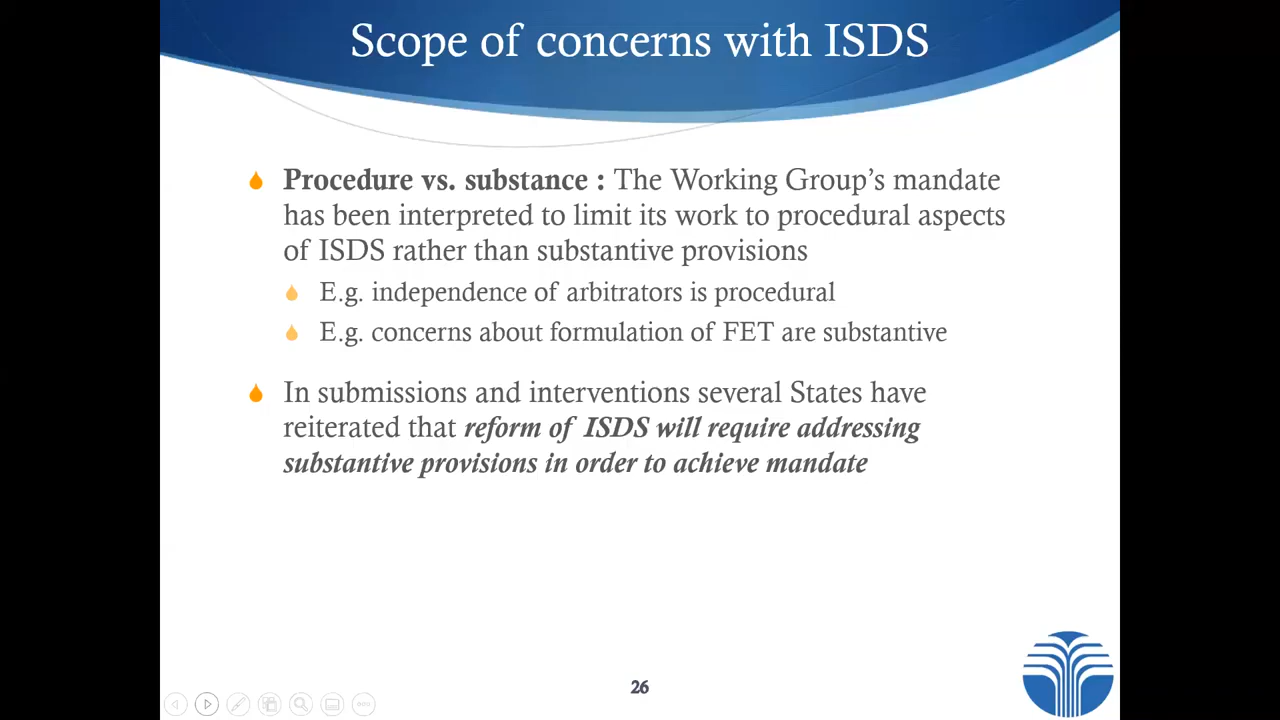 Scope of concerns with ISDS
Procedure vs. substance : The Working Group’s mandate
has been interpreted to limit its work to procedural aspects
of ISDS rather than substantive provisions
E.g. independence of arbitrators is procedural
E.g. concerns about formulation of FET are substantive
In submissions and interventions several States have
reiterated that reform of ISDS will require addressing
substantive provisions in order to achieve mandate
26